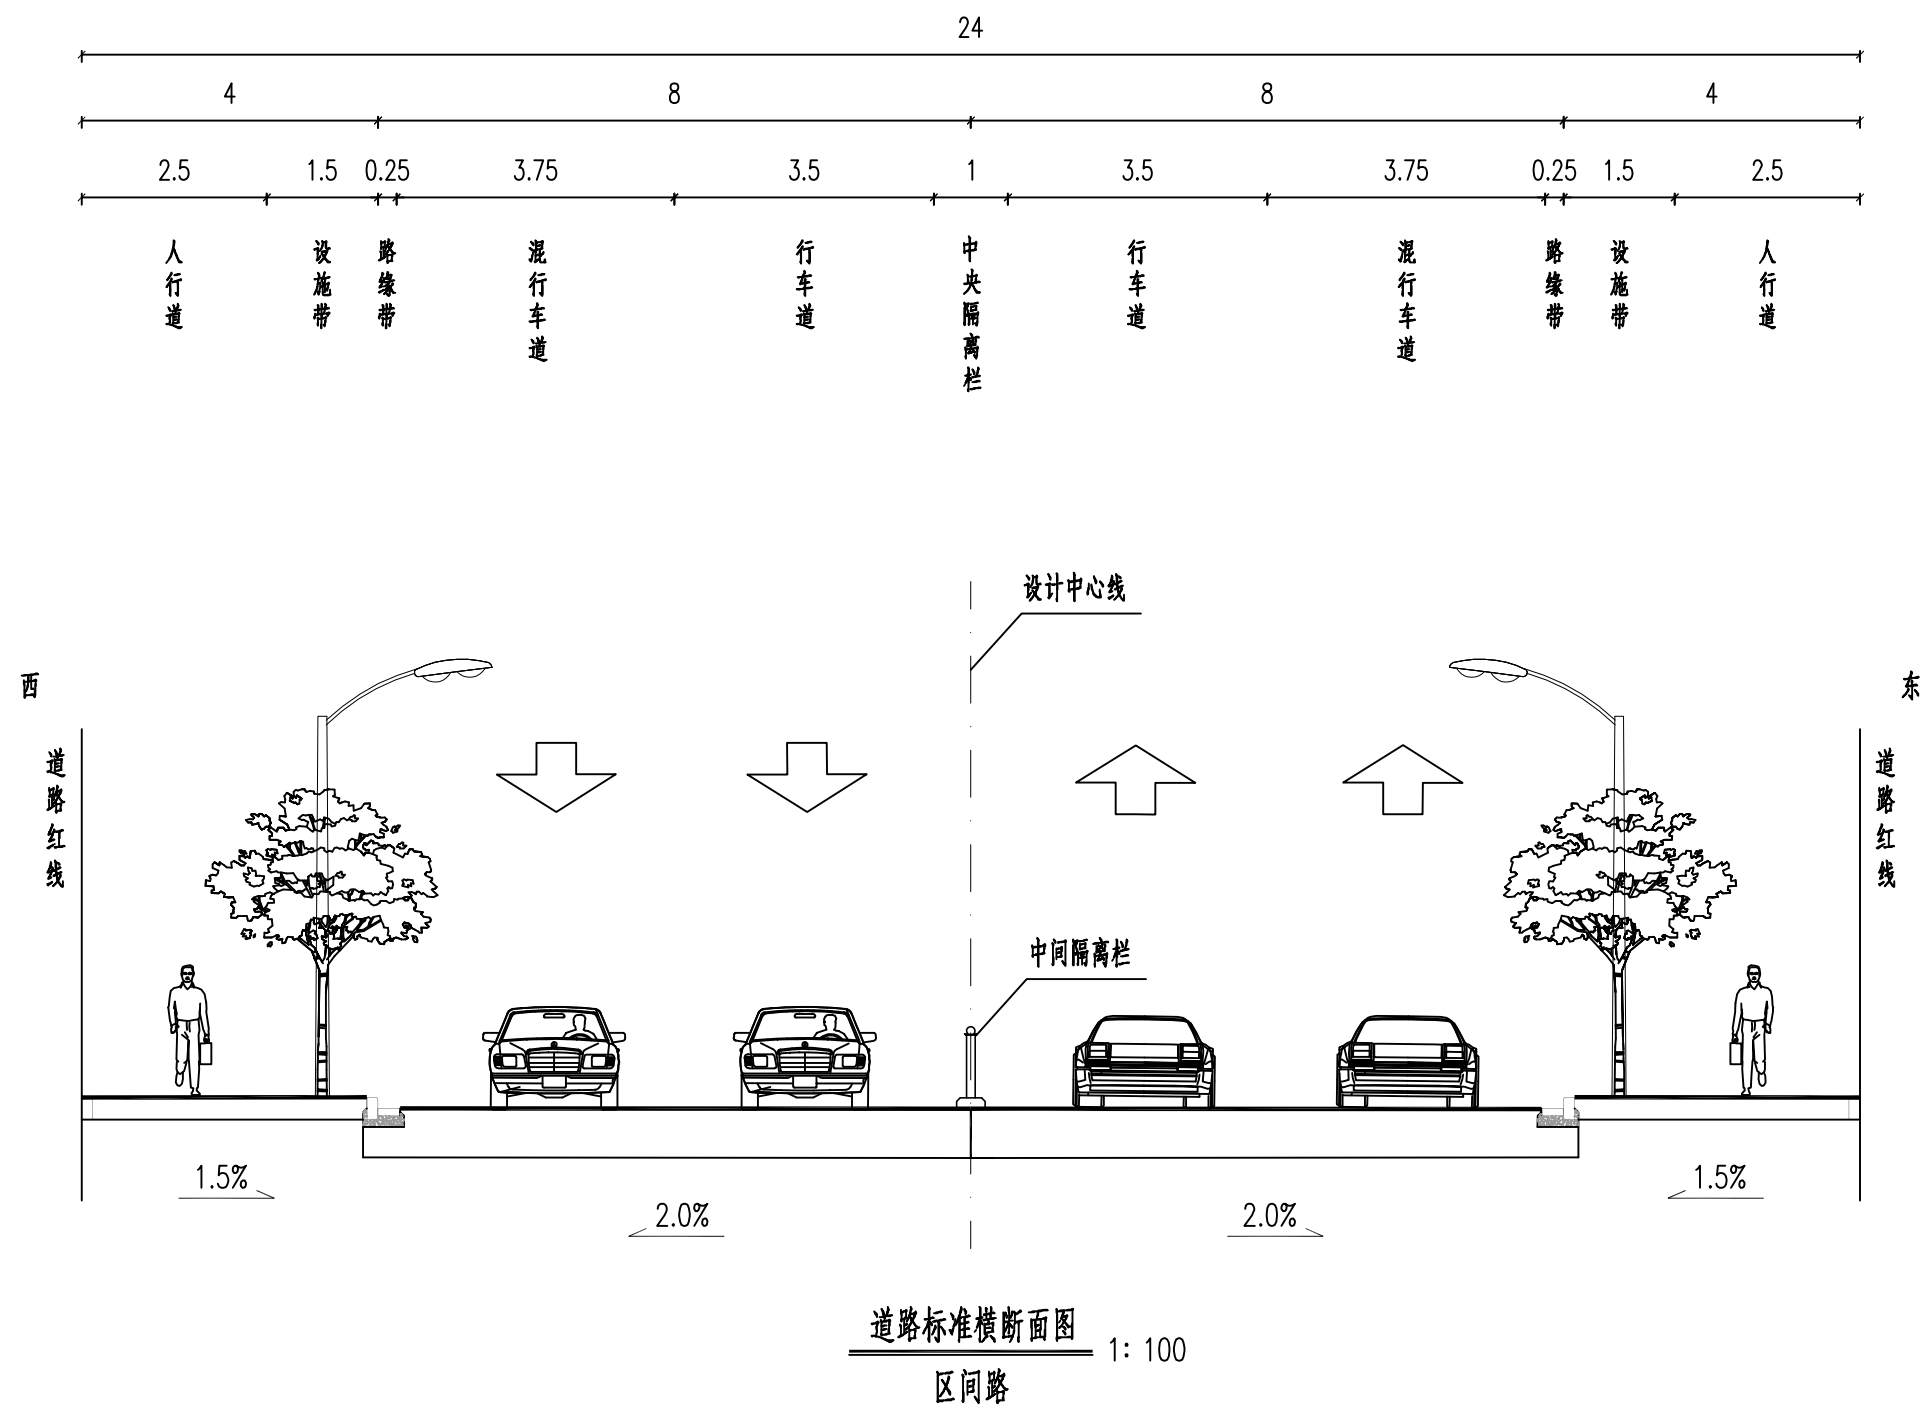 24
4 8 8 4
2.5 1.5 0.25 3.75 3.5 1 3.5 3.75 0.25 1.5 2.5
人行道 设施带 路缘带 混行车道 行车道 中央隔离栏 行车道 混行车道 路缘带 设施带 人行道
设计中心线
西
东
道路红线
道路红线
中间隔离栏
1.5%
1.5%
2.0%
2.0%
道路标准横断面图
1: 100
区间路